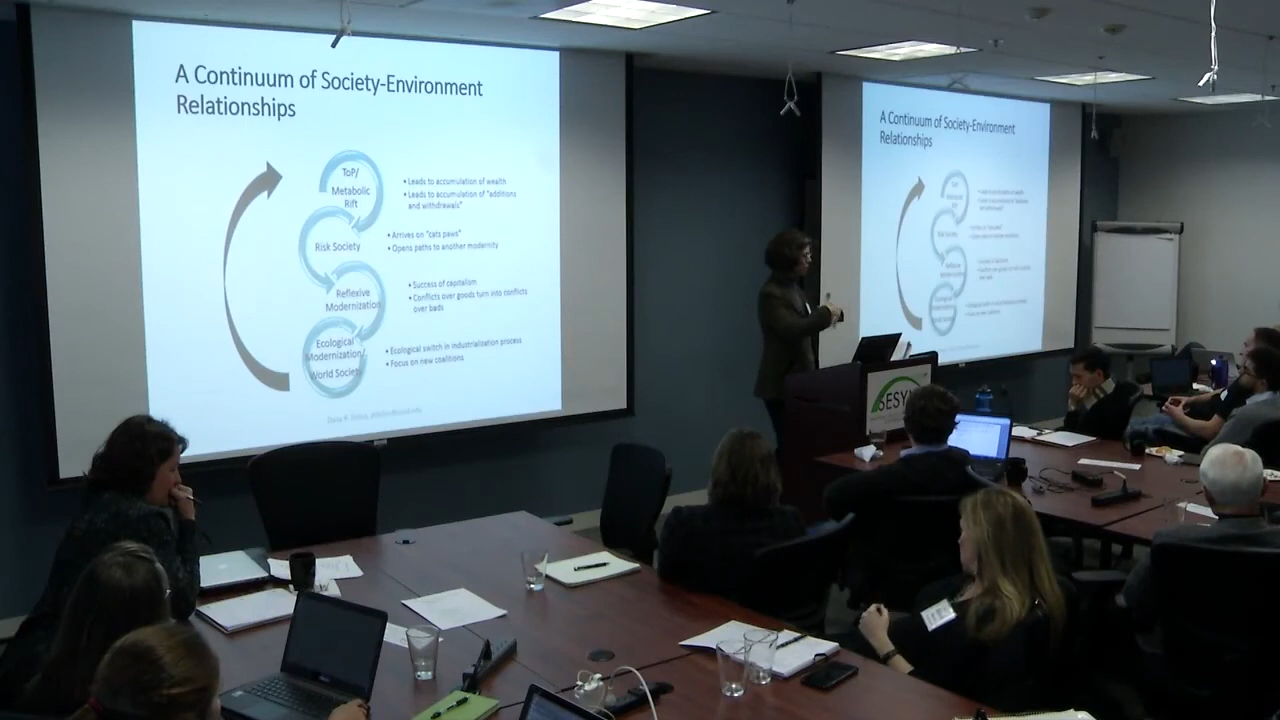 A Continuum of Society-Environment
Relationships
ToP/
Metabolic
Rift
• Leads to accumulation of wealth
• Leads to accumulation of "additions
and withdrawals"
Risk Society
• Arrives on "cats paws"
• Opens paths to another modernity
Reflexive
Modernization
• Success of capitalism
• Conflicts over goods turn into conflicts
over bads
Ecological
Modernization/
World Society
• Ecological switch in industrialization process
• Focus on new coalitions
A Continuum of Society-Environment
Relationships
Risk Society
SESYN